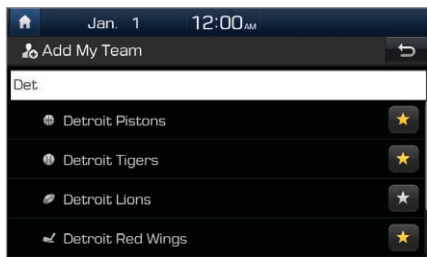 Jan. 1 12:00AM
Add My Team
Det
Detroit Pistons
Detroit Tigers
Detroit Lions
Detroit Red Wings